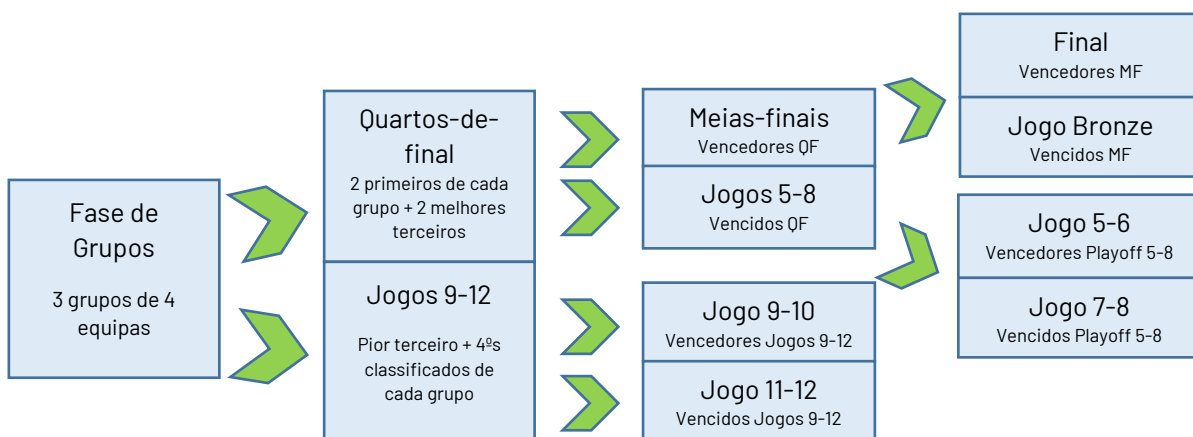 Fase de
Grupos
3 grupos de 4
equipas
Quartos-de-
final
2 primeiros de cada
grupo + 2 melhores
terceiros
Jogos 9-12
Pior terceiro + 4ºs
classificados de
cada grupo
Meias-finais
Vencedores QF
Jogos 5-8
Vencidos QF
Jogo 9-10
Vencedores Jogos 9-12
Jogo 11-12
Vencidos Jogos 9-12
Final
Vencedores MF
Jogo Bronze
Vencidos MF
Jogo 5-6
Vencedores Playoff 5-8
Jogo 7-8
Vencidos Playoff 5-8